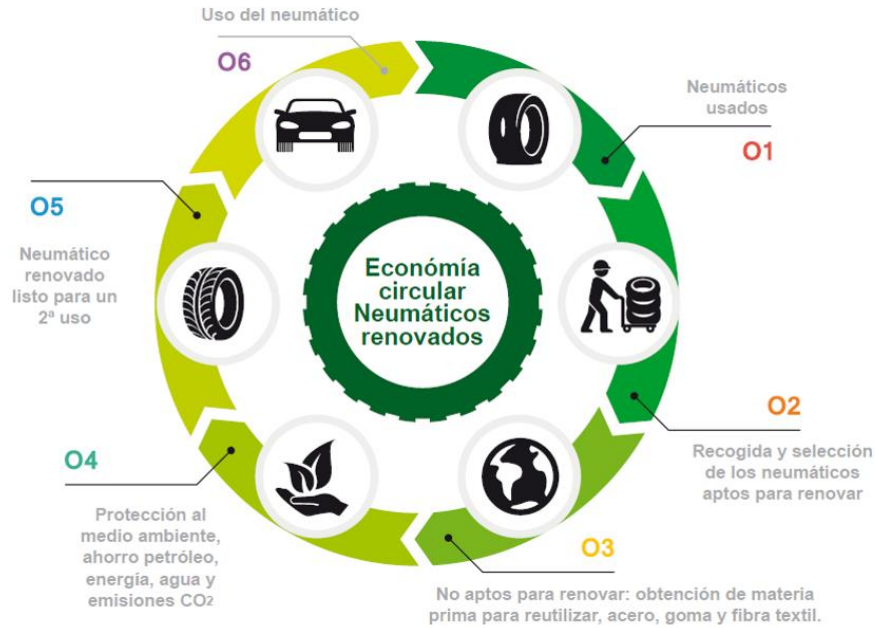 Uso del neumático
O6
Neumáticos
usados
O1
O5
Neumático
renovado
listo para un
2ª uso
Económía
circular
Neumáticos
renovados
O2
Recogida y selección
de los neumáticos
aptos para renovar
O4
Protección al
medio ambiente,
ahorro petróleo,
energía, agua y
emisiones CO2
O3
No aptos para renovar: obtención de materia
prima para reutilizar, acero, goma y fibra textil.